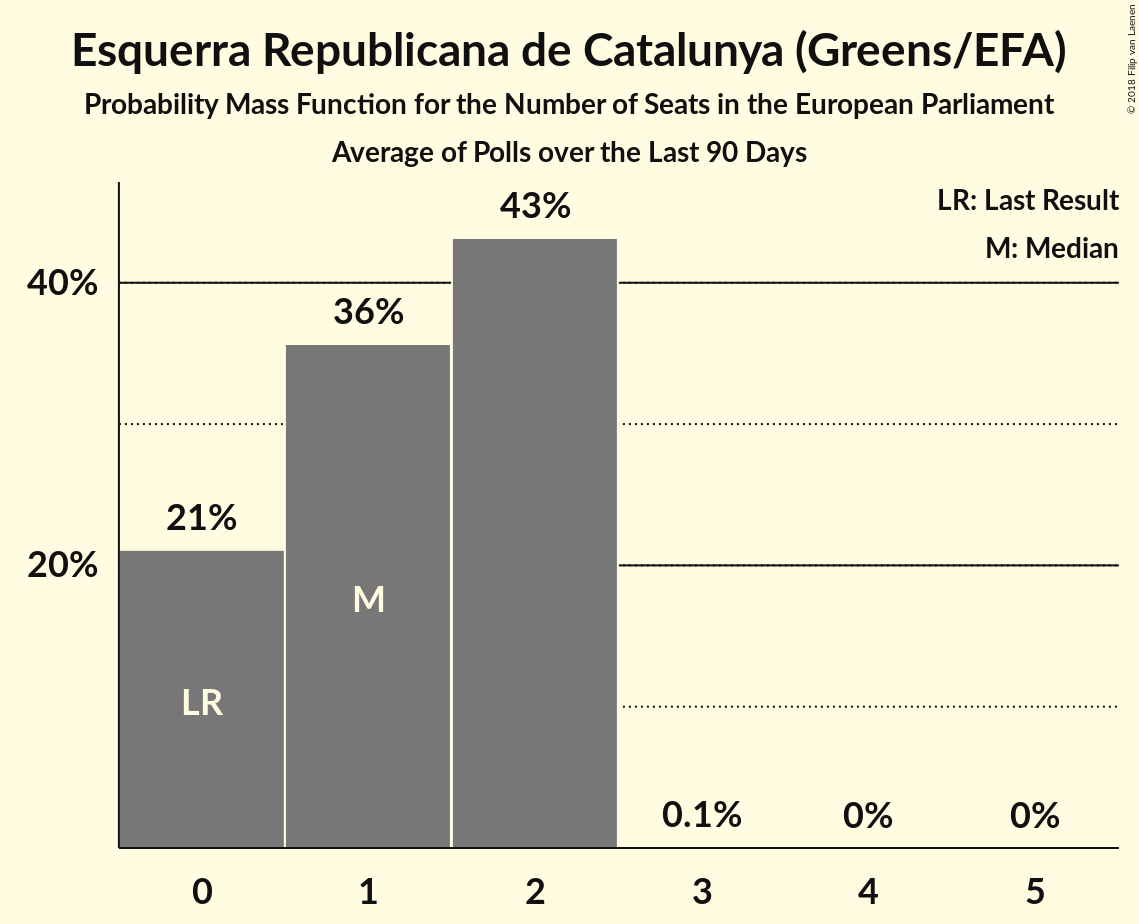 Esquerra Republicana de Catalunya (Greens/EFA)
Probability Mass Function for the Number of Seats in the European Parliament
Average of Polls over the Last 90 Days
© 2018 Filip van Laenen
LR: Last Result
M: Median
43%
40%
36%
21%
20%
M
LR
0.1%
0%
0%
0 1 2 3 4 5